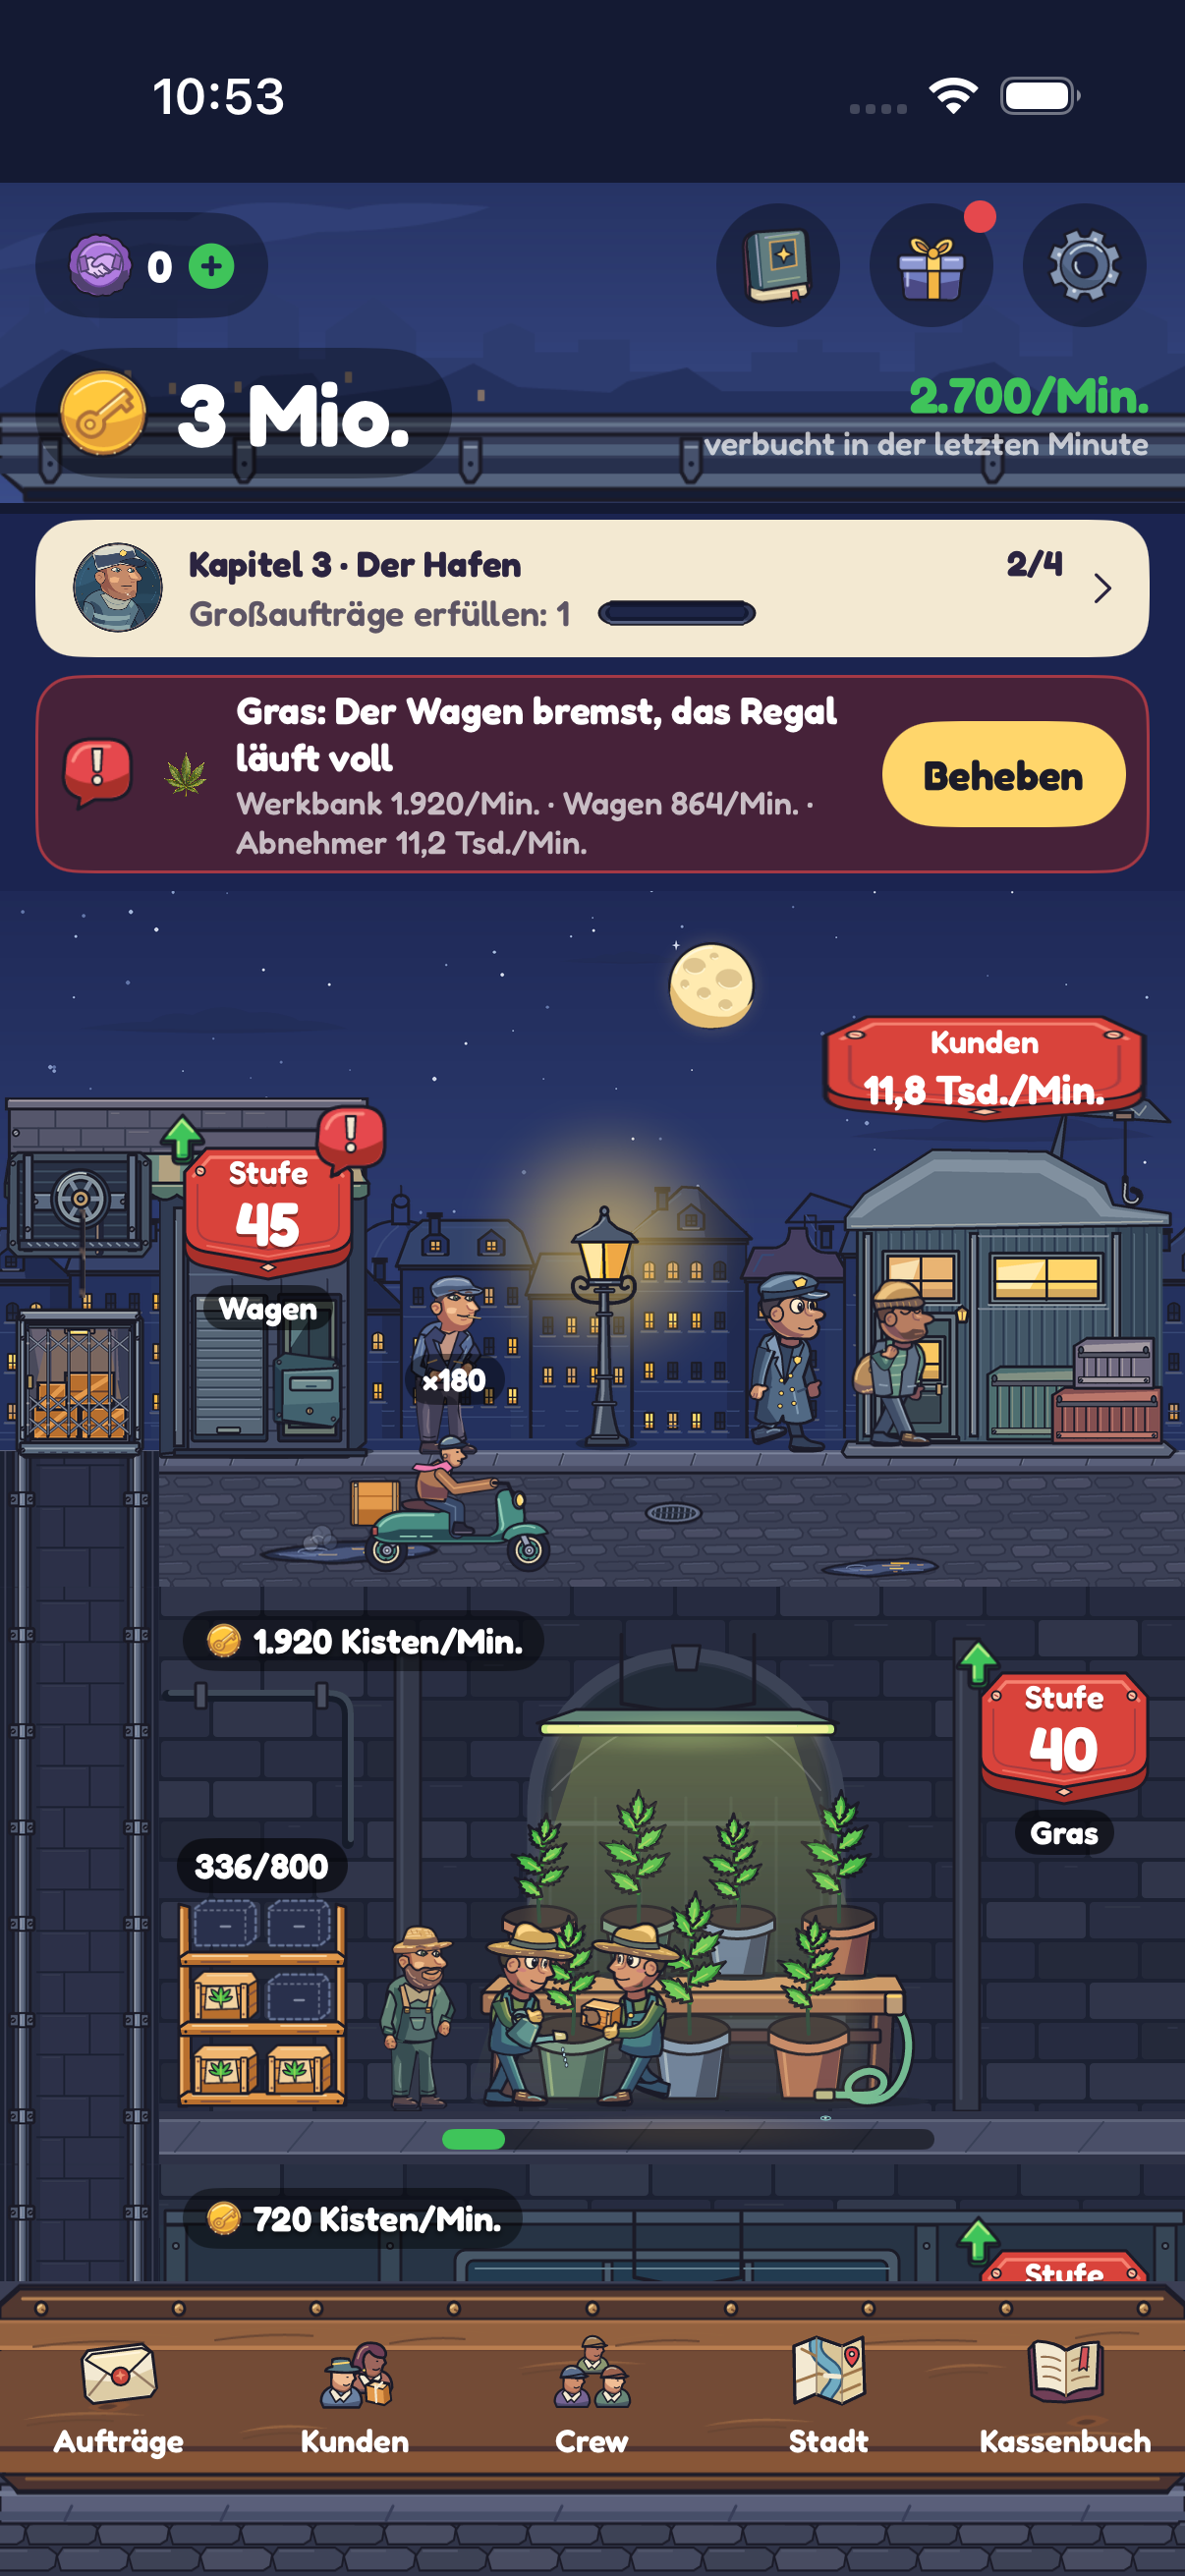 10:53
0
3 Mio.
2.700/Min.
verbucht in der letzten Minute
Kapitel 3 · Der Hafen
2/4
Großaufträge erfüllen: 1
Gras: Der Wagen bremst, das Regal
läuft voll
Werkbank 1.920/Min. · Wagen 864/Min. ·
Abnehmer 11,2 Tsd./Min.
Beheben
Kunden
11,8 Tsd./Min.
Stufe
45
Wagen
×180
1.920 Kisten/Min.
Stufe
40
Gras
336/800
720 Kisten/Min.
Stufe
Aufträge
Kunden
Crew
Stadt
Kassenbuch